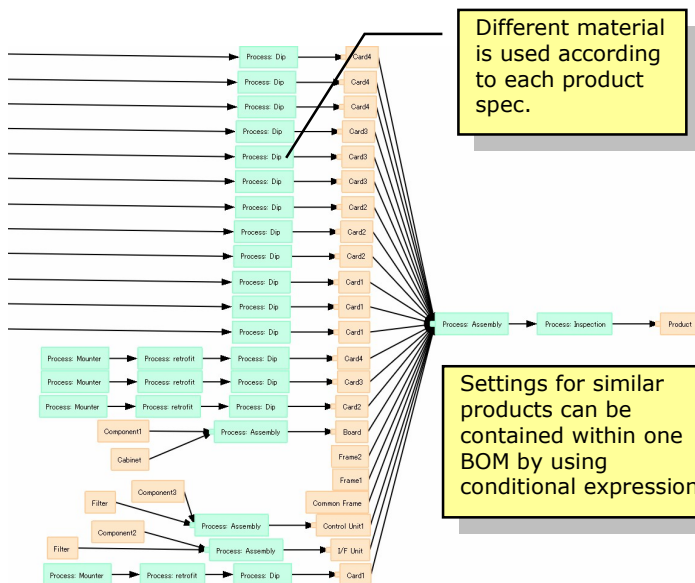 Different material
is used according
to each product
spec.
Process: Dip Card4
Process: Dip Card4
Process: Dip Card4
Process: Dip Card3
Process: Dip Card3
Process: Dip Card3
Process: Dip Card2
Process: Dip Card2
Process: Dip Card2
Process: Dip Card1
Process: Dip Card1
Process: Assembly Process: Inspection Product
Process: Dip Card1
Process: Mounter Process: retrofit Process: Dip Card4
Process: Mounter Process: retrofit Process: Dip Card3
Process: Mounter Process: retrofit Process: Dip Card2
Component1 Process: Assembly Board
Cabinet Frame2
Frame1
Component3
Filter Common Frame
Process: Assembly Control Unit1
Component2
Filter Process: Assembly I/F Unit
Process: Mounter Process: retrofit Process: Dip Card1
Settings for similar
products can be
contained within one
BOM by using
conditional expression